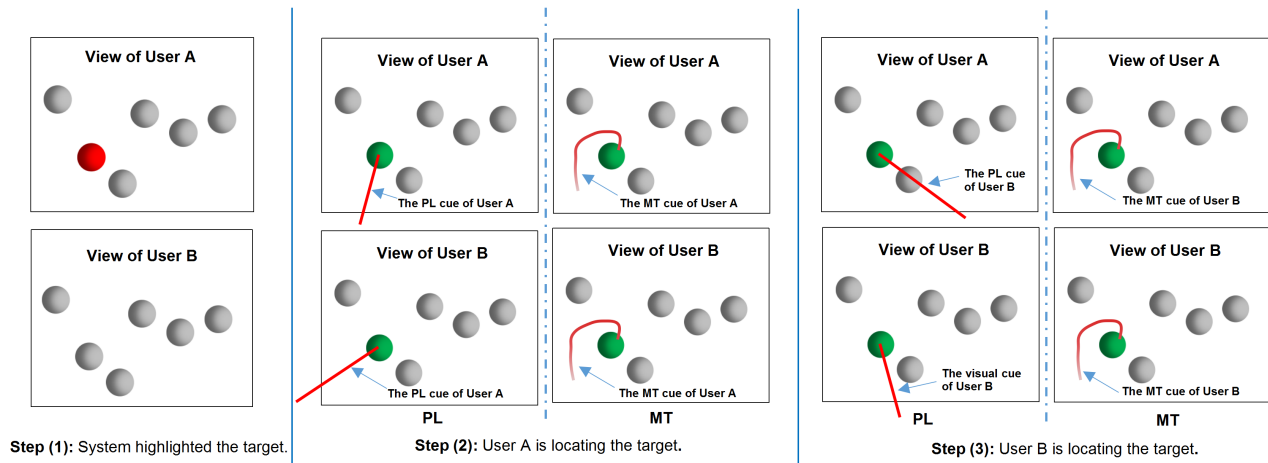 View of User A
View of User B
Step (1): System highlighted the target.
View of User A
The PL cue of User A
View of User A
The MT cue of User A
View of User B
The PL cue of User A
View of User B
The MT cue of User A
PL
MT
Step (2): User A is locating the target.
View of User A
The PL cue
of User B
View of User A
The MT cue of User B
View of User B
The visual cue
of User B
View of User B
The MT cue of User B
PL
MT
Step (3): User B is locating the target.